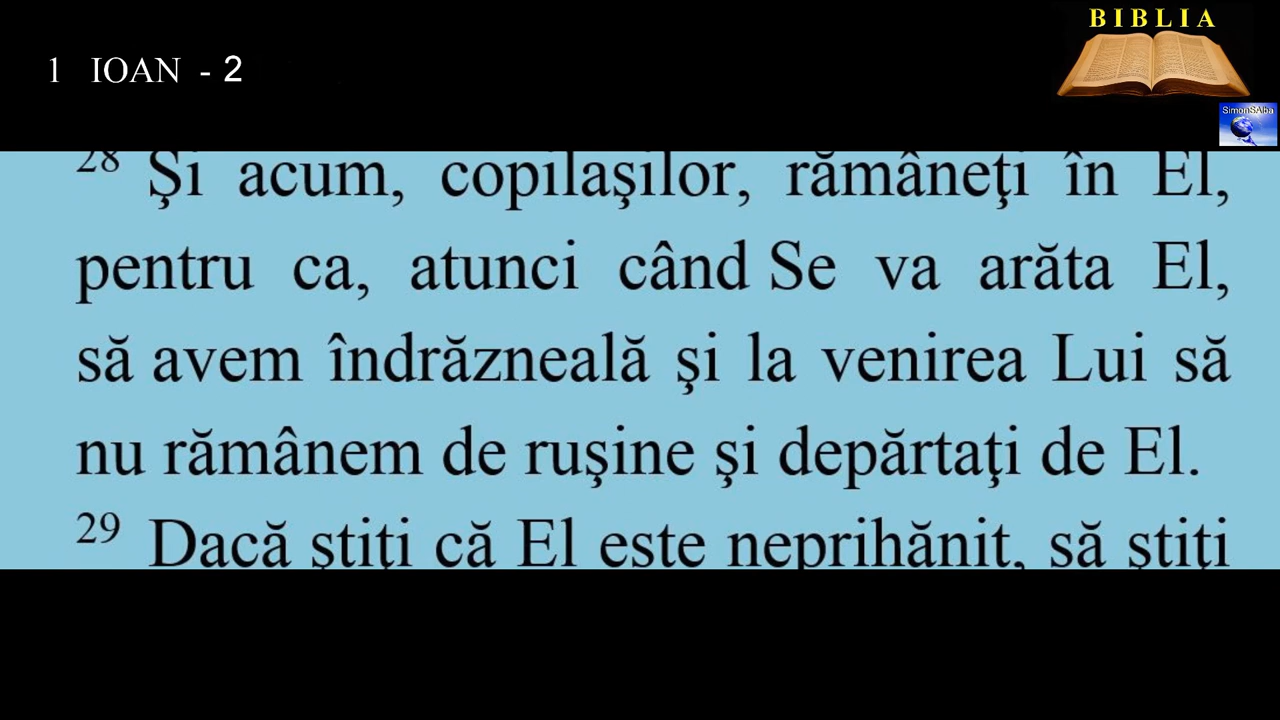 BIBLIA
1 IOAN - 2
SimonSAlba
28 Şi acum, copilaşilor, rămâneţi în El,
pentru ca, atunci când Se va arăta El,
să avem îndrăzneală şi la venirea Lui să
nu rămânem de ruşine şi depărtaţi de El.
29 Dacă ştiţi că El este neprihănit, să ştiţi